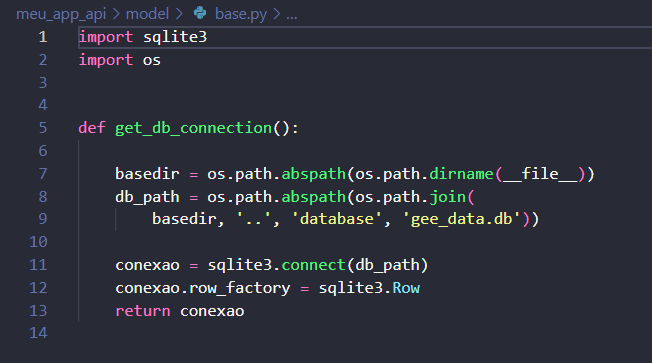 meu_app_api > model > base.py > ...
1 import sqlite3
2 import os
3
4
5 def get_db_connection():
6
7     basedir = os.path.abspath(os.path.dirname(__file__))
8     db_path = os.path.abspath(os.path.join(
9         basedir, '..', 'database', 'gee_data.db'))
10
11     conexao = sqlite3.connect(db_path)
12     conexao.row_factory = sqlite3.Row
13     return conexao
14